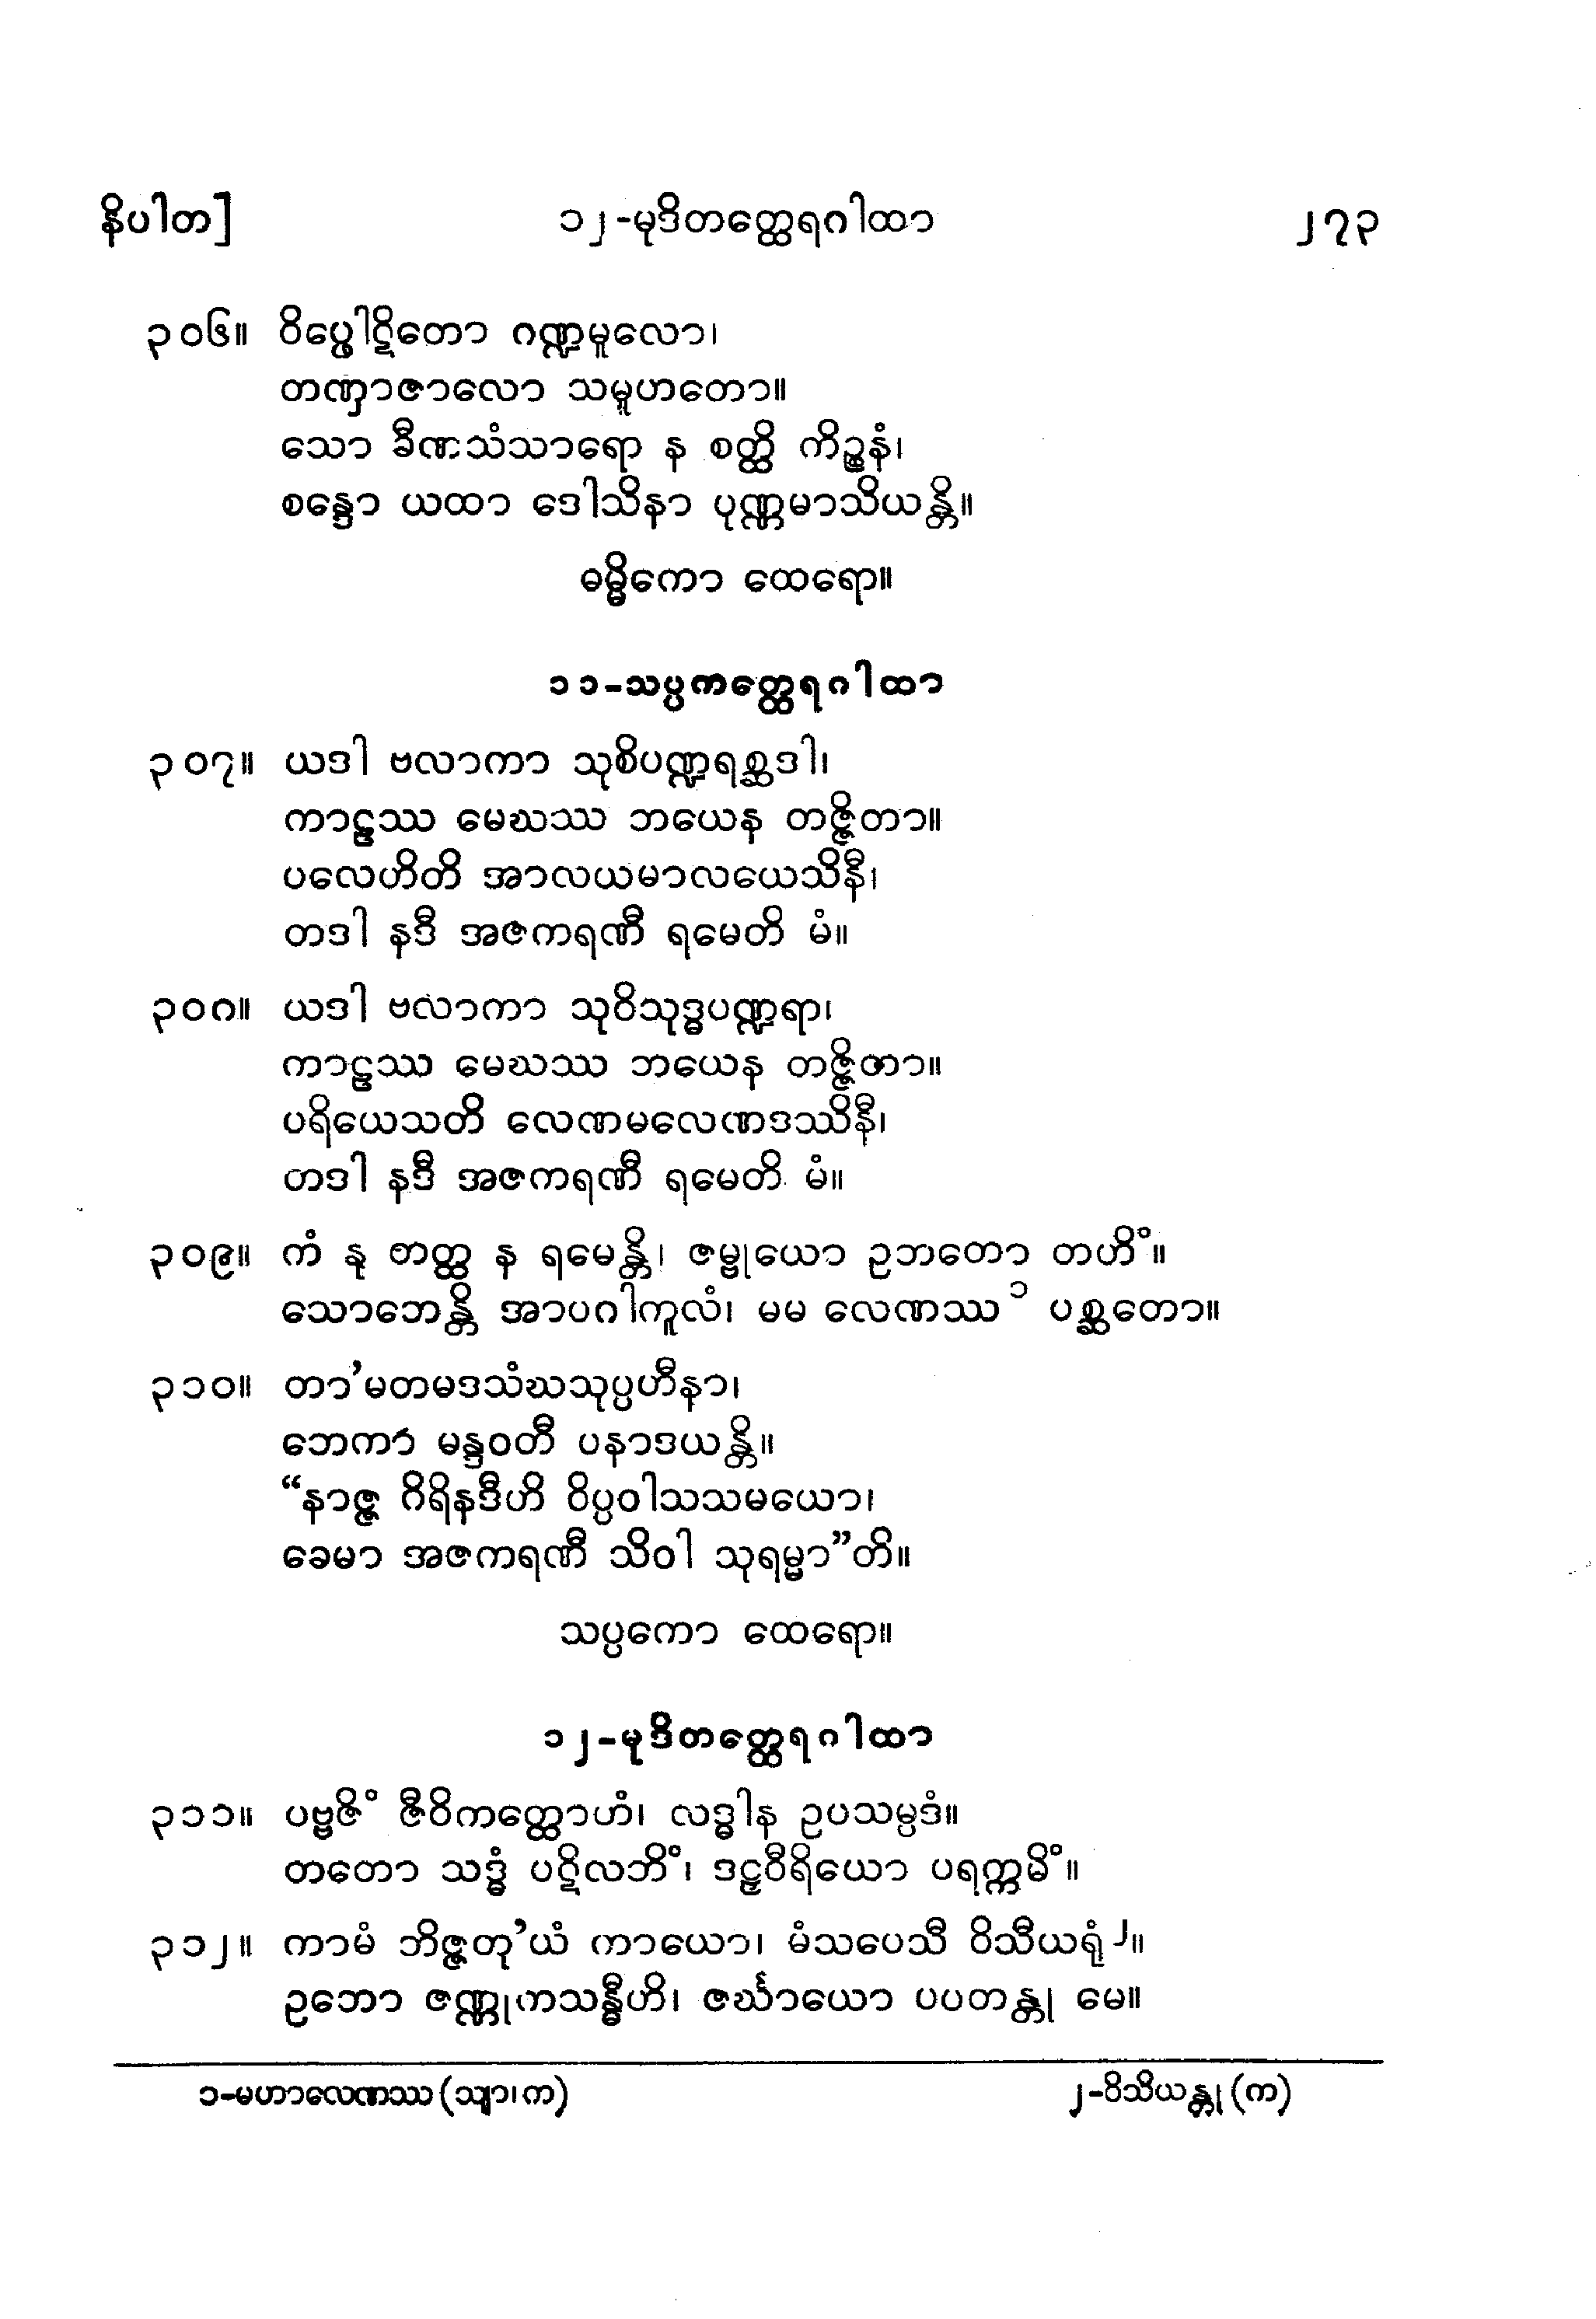 နိပါတ] ၁၂-မုဒိတတ္ထေရဂါထာ ၂၇၃
၃၀၆။ ဝိပ္ဖေါဋိတော ဂဏ္ဍမူလော၊
တဏှာဇာလော သမူဟတော။
သော ခီဏသံသာရော န စတ္ထိ ကိဉ္စနံ၊
စန္ဒော ယထာ ဒေါသိနာ ပုဏ္ဏမာသိယန္တိ။
ဓမ္မိကော ထေရော။
၁၁-သပ္ပကတ္ထေရဂါထာ
၃၀၇။ ယဒါ ဗလာကာ သုစိပဏ္ဍရစ္ဆဒါ၊
ကာဠဿ မေဃဿ ဘယေန တဇ္ဇိတာ။
ပလေဟိတိ အာလယမာလယေသိနီ၊
တဒါ နဒီ အဇကရဏီ ရမေတိ မံ။
၃၀၈။ ယဒါ ဗလာကာ သုဝိသုဒ္ဓပဏ္ဍရာ၊
ကာဠဿ မေဃဿ ဘယေန တဇ္ဇိတာ။
ပရိယေသတိ လေဏမလေဏဒဿိနီ၊
တဒါ နဒီ အဇကရဏီ ရမေတိ မံ။
၃၀၉။ ကံ နု တတ္ထ န ရမေန္တိ၊ ဇမ္ဗုယော ဥဘတော တဟိံ။
သောဘေန္တိ အာပဂါကူလံ၊ မမ လေဏဿ ၁ ပစ္ဆတော။
၃၁၀။ တာ’မတမဒသံဃသုပ္ပဟီနာ၊
ဘေကာ မန္ဒဝတီ ပနာဒယန္တိ။
“နာဇ္ဇ ဂိရိနဒီဟိ ဝိပ္ပဝါသသမယော၊
ခေမာ အဇကရဏီ သိဝါ သုရမ္မာ”တိ။
သပ္ပကော ထေရော။
၁၂-မုဒိတတ္ထေရဂါထာ
၃၁၁။ ပဗ္ဗဇိံ ဇီဝိကတ္ထောဟံ၊ လဒ္ဓါန ဥပသမ္ပဒံ။
တတော သဒ္ဓံ ပဋိလဘိံ၊ ဒဠှဝီရိယော ပရက္ကမိံ။
၃၁၂။ ကာမံ ဘိဇ္ဇတု’ယံ ကာယော၊ မံသပေသီ ဝိသီယရုံ၂။
ဥဘော ဇဏ္ဏုကသန္ဓီဟိ၊ ဇင်္ဃာယော ပပတန္တု မေ။
၁-မဟာလေဏဿ (သျာ၊ က) ၂-ဝိသိယန္တု (က)